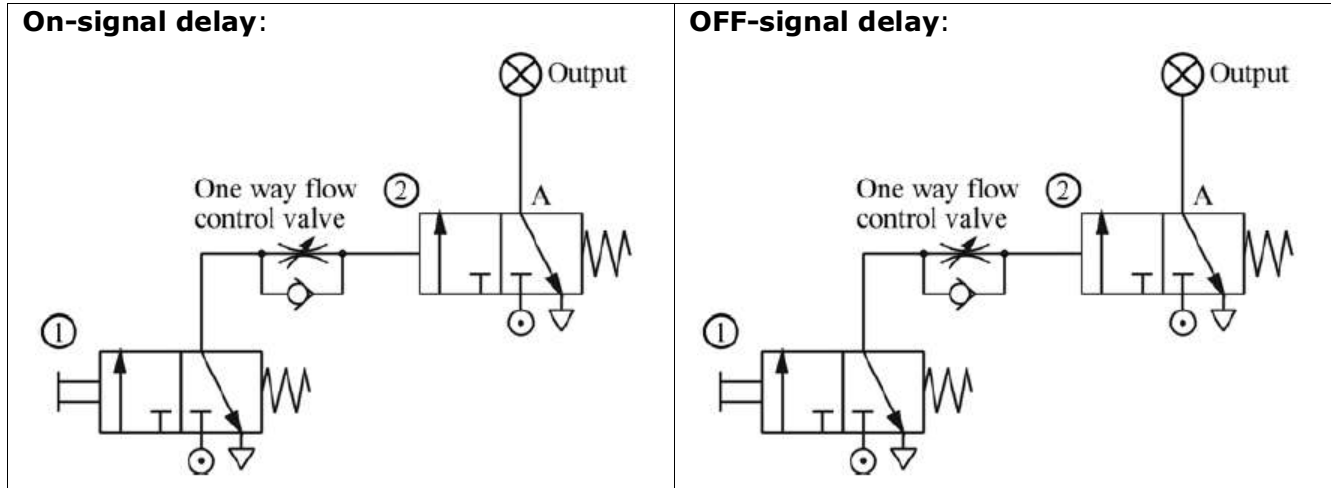 On-signal delay:
Output
One way flow
control valve
2
A
1
OFF-signal delay:
Output
One way flow
control valve
2
A
1